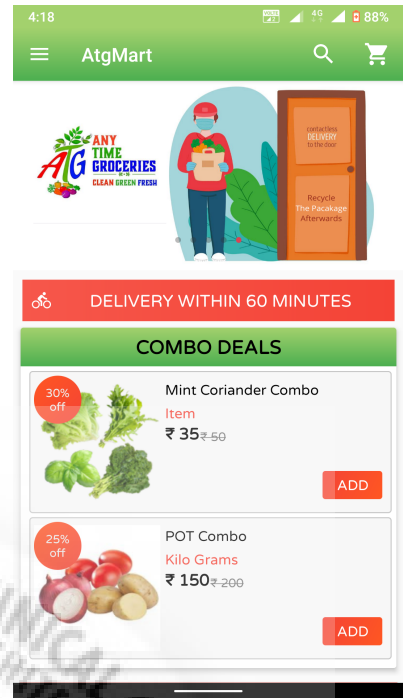 4:18
VoLTE
4G
88%
AtgMart
ATG
ANY
TIME
GROCERIES
CLEAN GREEN FRESH
contactless
DELIVERY
to the door
Recycle
The Pacakage
Afterwards
DELIVERY WITHIN 60 MINUTES
COMBO DEALS
30%
off
Mint Coriander Combo
Item
₹ 35 ₹ 50
ADD
25%
off
POT Combo
Kilo Grams
₹ 150 ₹ 200
ADD